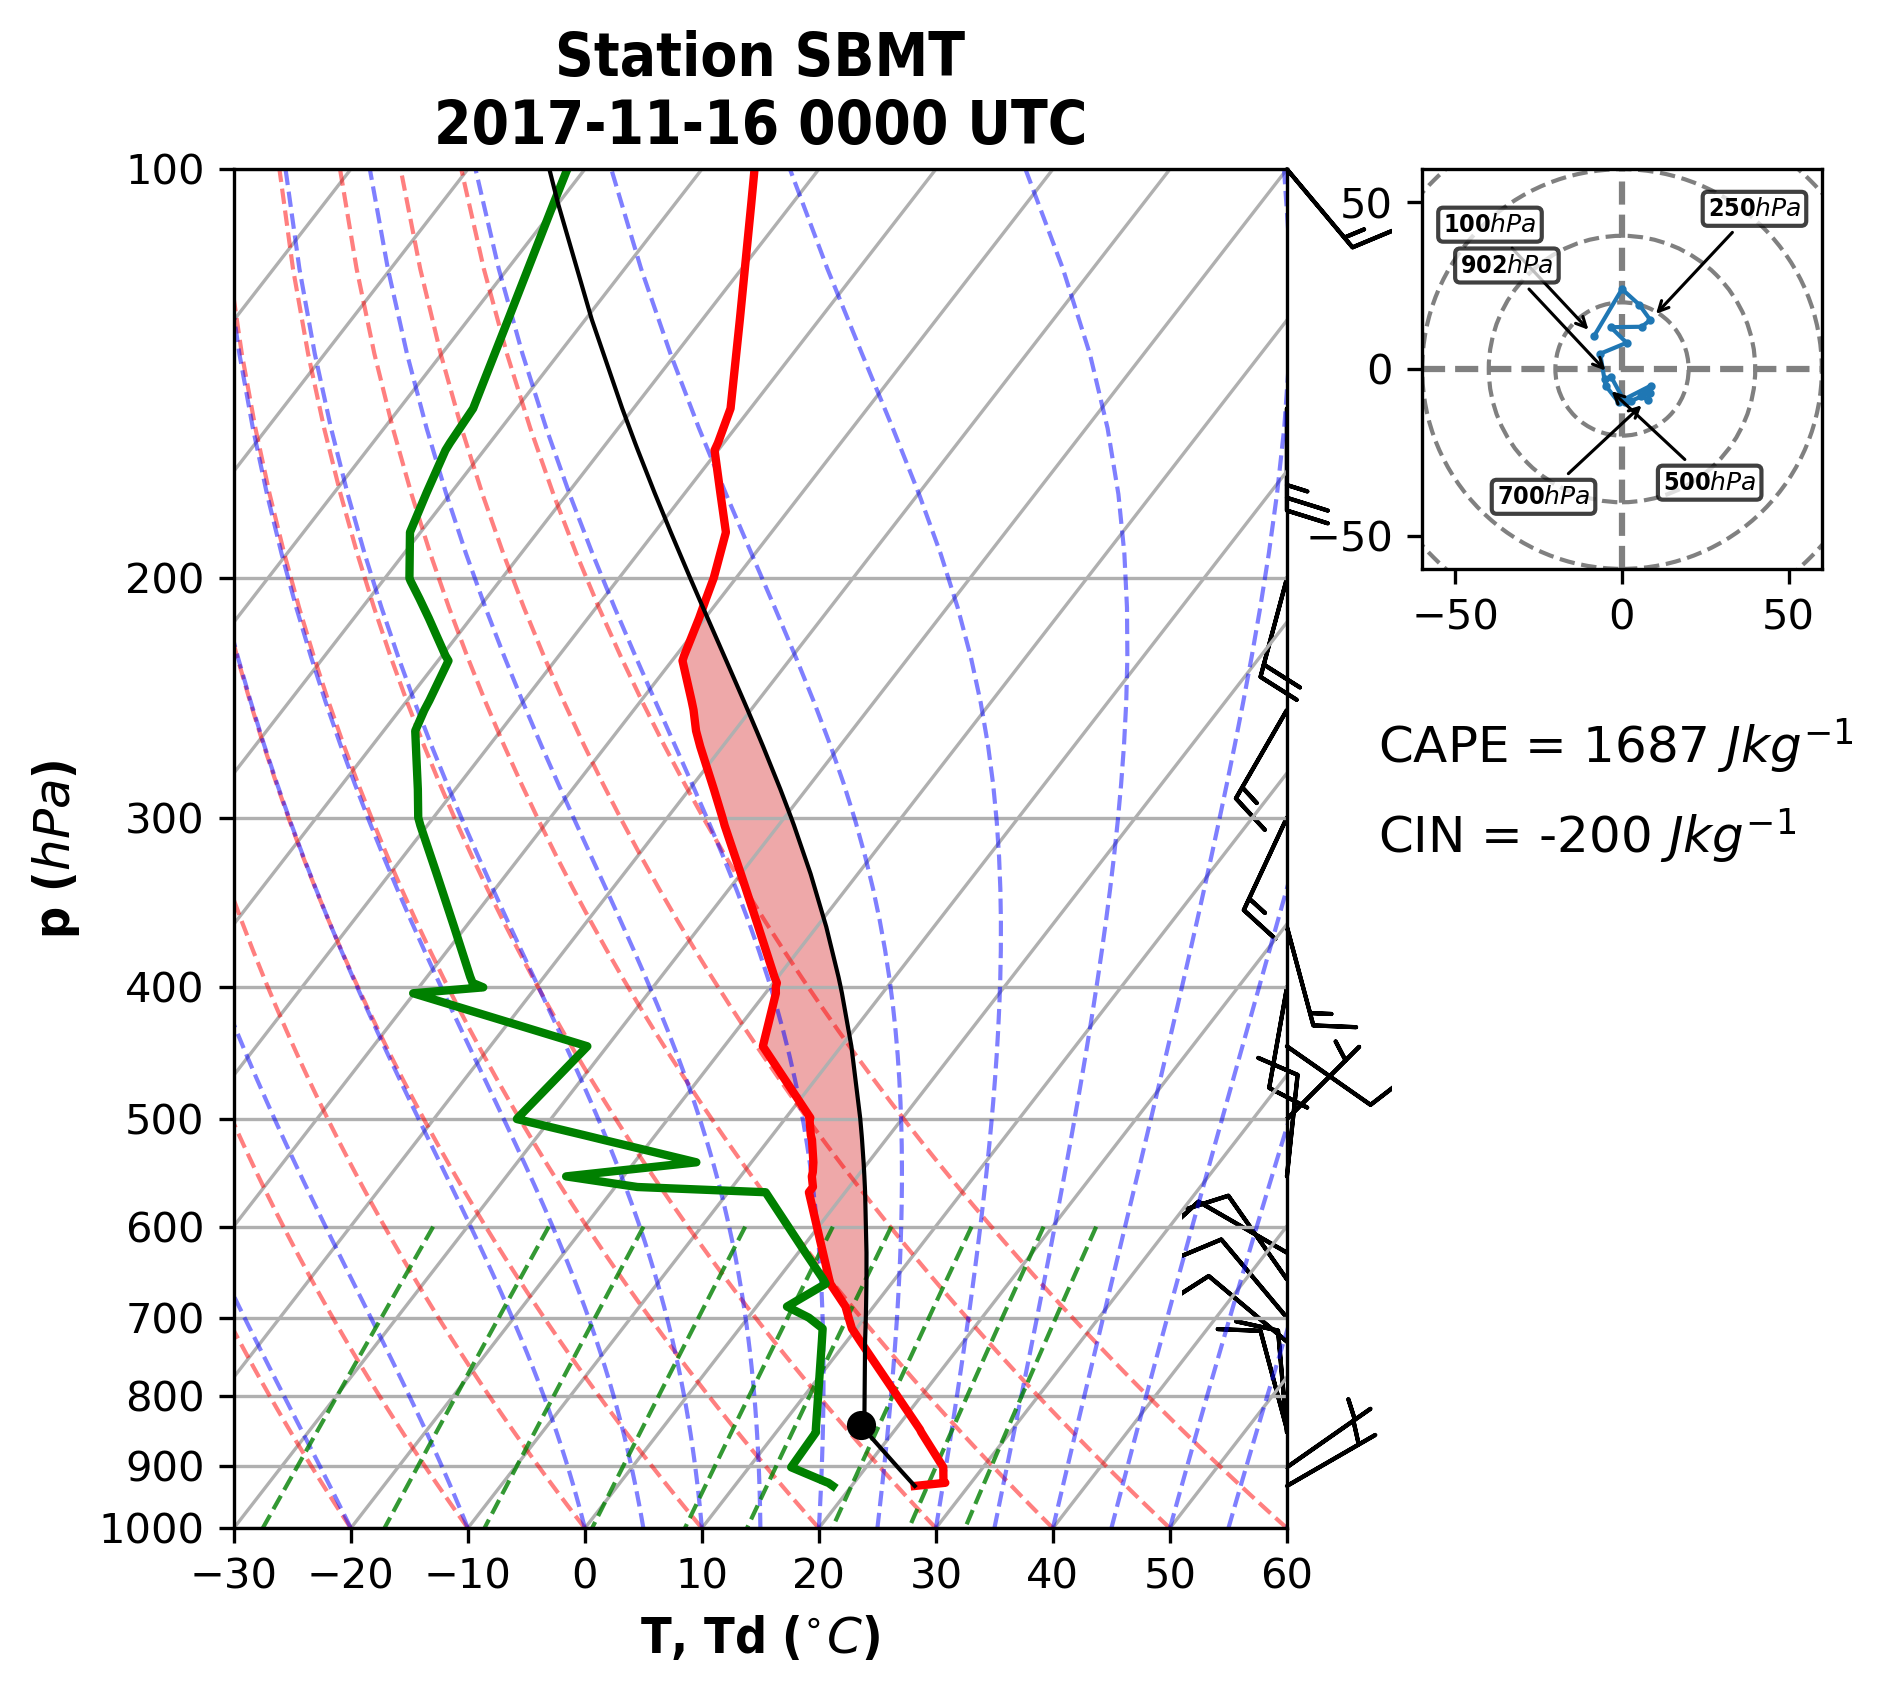 Station SBMT
2017-11-16 0000 UTC
100
200
300
400
500
600
700
800
900
1000
p (hPa)
−30 −20 −10 0 10 20 30 40 50 60
T, Td (°C)
50
0
−50
−50 0 50
100hPa
902hPa
250hPa
700hPa
500hPa
CAPE = 1687 Jkg⁻¹
CIN = -200 Jkg⁻¹